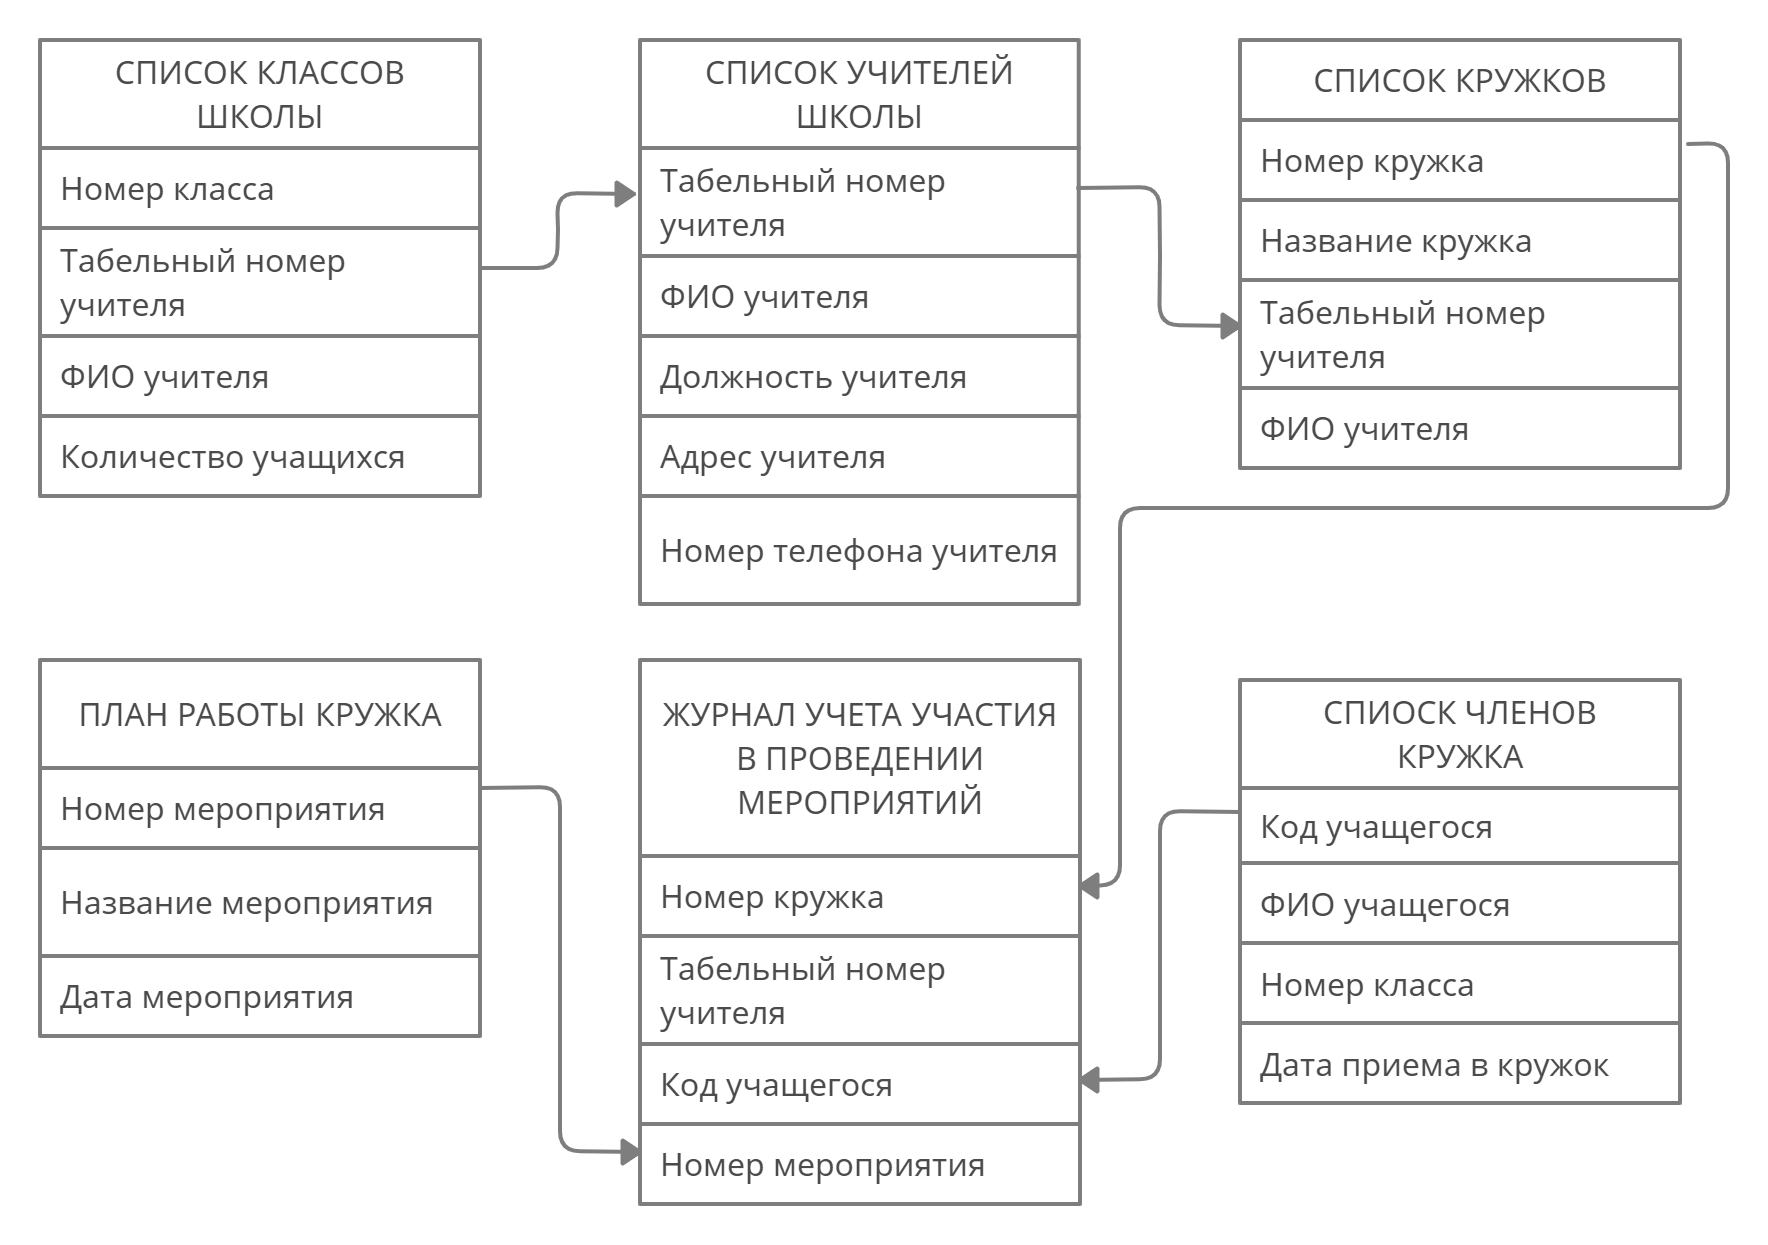 СПИСОК КЛАССОВ
ШКОЛЫ
Номер класса
Табельный номер
учителя
ФИО учителя
Количество учащихся
СПИСОК УЧИТЕЛЕЙ
ШКОЛЫ
Табельный номер
учителя
ФИО учителя
Должность учителя
Адрес учителя
Номер телефона учителя
СПИСОК КРУЖКОВ
Номер кружка
Название кружка
Табельный номер
учителя
ФИО учителя
ПЛАН РАБОТЫ КРУЖКА
Номер мероприятия
Название мероприятия
Дата мероприятия
ЖУРНАЛ УЧЕТА УЧАСТИЯ
В ПРОВЕДЕНИИ
МЕРОПРИЯТИЙ
Номер кружка
Табельный номер
учителя
Код учащегося
Номер мероприятия
СПИОСК ЧЛЕНОВ
КРУЖКА
Код учащегося
ФИО учащегося
Номер класса
Дата приема в кружок